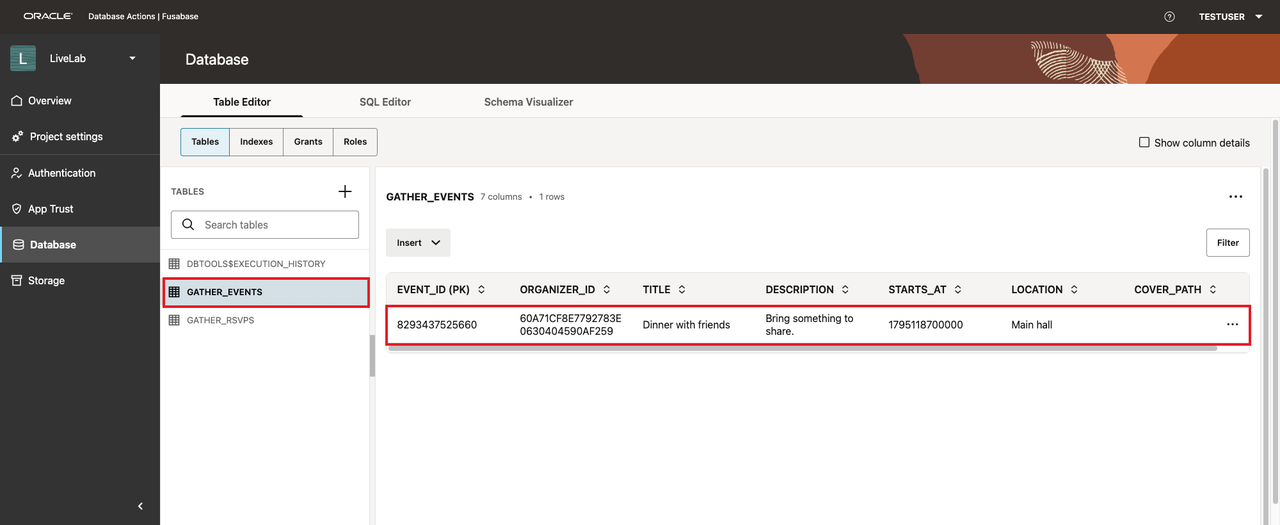 ORACLE Database Actions | Fusabase
TESTUSER
L LiveLab
Database
Overview
Project settings
Authentication
App Trust
Database
Storage
Table Editor SQL Editor Schema Visualizer
Tables Indexes Grants Roles
Show column details
TABLES
Search tables
DBTOOLS$EXECUTION_HISTORY
GATHER_EVENTS
GATHER_RSVPS
GATHER_EVENTS 7 columns • 1 rows
Insert
Filter
EVENT_ID (PK) ORGANIZER_ID TITLE DESCRIPTION STARTS_AT LOCATION COVER_PATH
8293437525660 60A71CF8E7792783E
0630404590AF259 Dinner with friends Bring something to
share. 1795118700000 Main hall